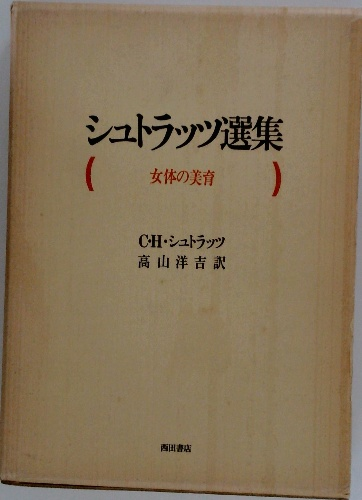 シュトラッツ選集
( 女体の美育 )
C・H・シュトラッツ
高山洋吉訳
西田書店